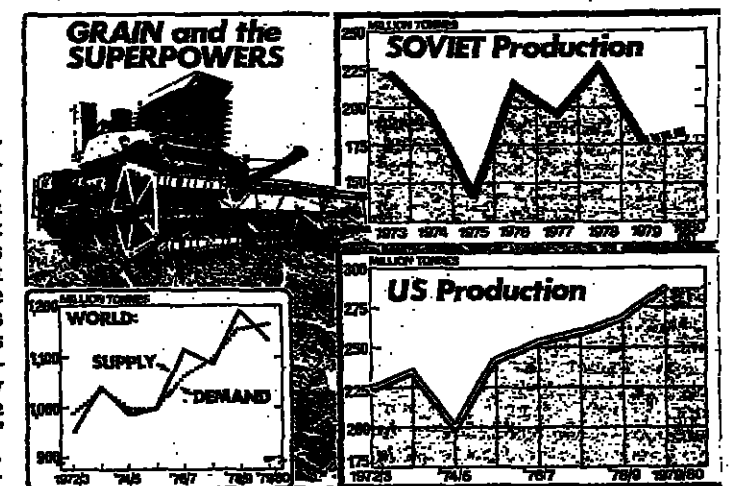 GRAIN and the
SUPERPOWERS
MILLION TONNES
SOVIET Production
250
225
200
175
150
1973 1974 1975 1976 1977 1978 1979
MILLION TONNES
US Production
300
275
250
225
200
175
1972/3 74/5 76/7 78/9 1979/80
MILLION TONNES
WORLD:
SUPPLY
DEMAND
1,200
1,100
1,000
900
1972/3 74/5 76/7 78/9 79/80